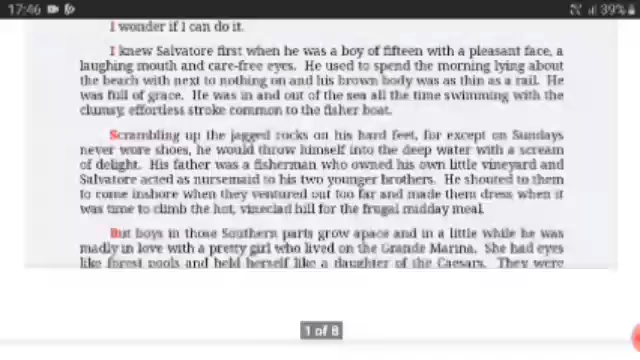 17:46 39%
I wonder if I can do it.
I knew Salvatore first when he was a boy of fifteen with a pleasant face, a
laughing mouth and care-free eyes. He used to spend the morning lying about
the beach with next to nothing on and his brown body was as thin as a rail. He
was full of grace. He was in and out of the sea all the time swimming with the
clumsy, effortless stroke common to the fisher boat.
Scrambling up the jagged rocks on his hard feet, for except on Sundays
never wore shoes, he would throw himself into the deep water with a scream
of delight. His father was a fisherman who owned his own little vineyard and
Salvatore acted as nursemaid to his two younger brothers. He shouted to them
to come inshore when they ventured out too far and made them dress when it
was time to climb the hot, vineclad hill for the frugal midday meal.
But boys in those Southern parts grow apace and in a little while he was
madly in love with a pretty girl who lived on the Grande Marina. She had eyes
like forest pools and held herself like a daughter of the Caesars. They were
1 of 8